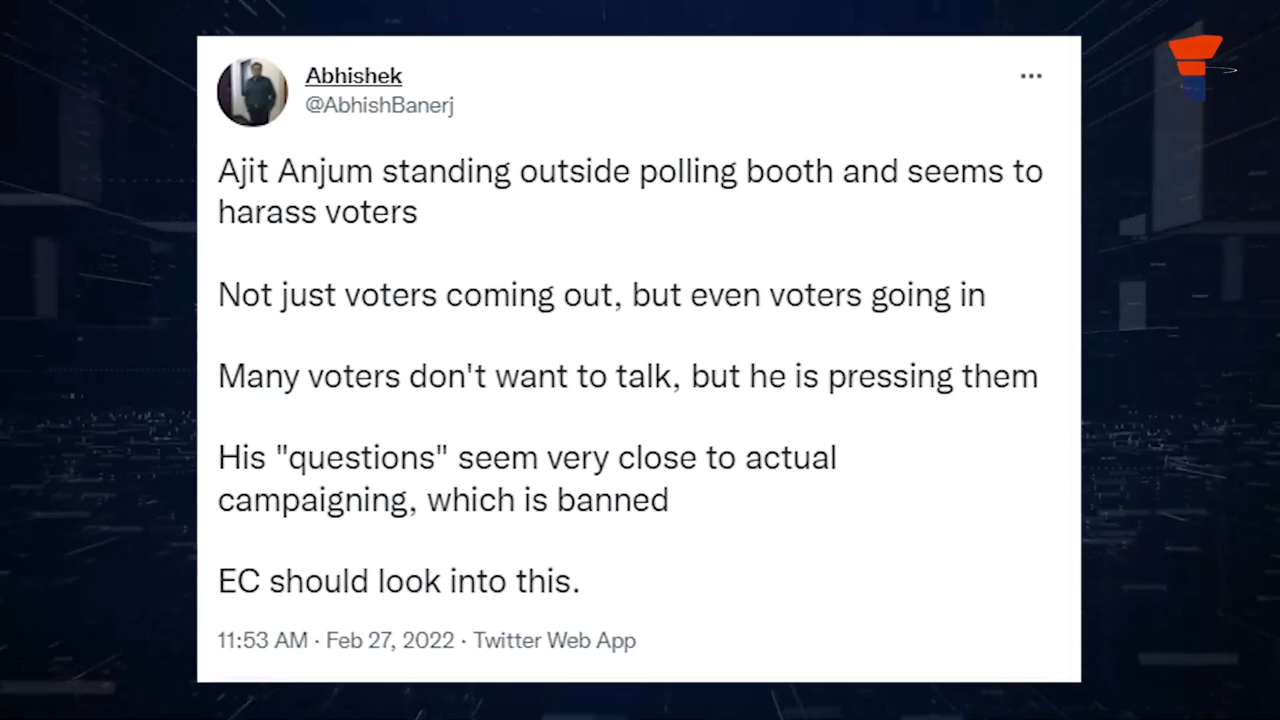 Abhishek
@AbhishBanerj
Ajit Anjum standing outside polling booth and seems to
harass voters
Not just voters coming out, but even voters going in
Many voters don't want to talk, but he is pressing them
His "questions" seem very close to actual
campaigning, which is banned
EC should look into this.
11:53 AM · Feb 27, 2022 · Twitter Web App